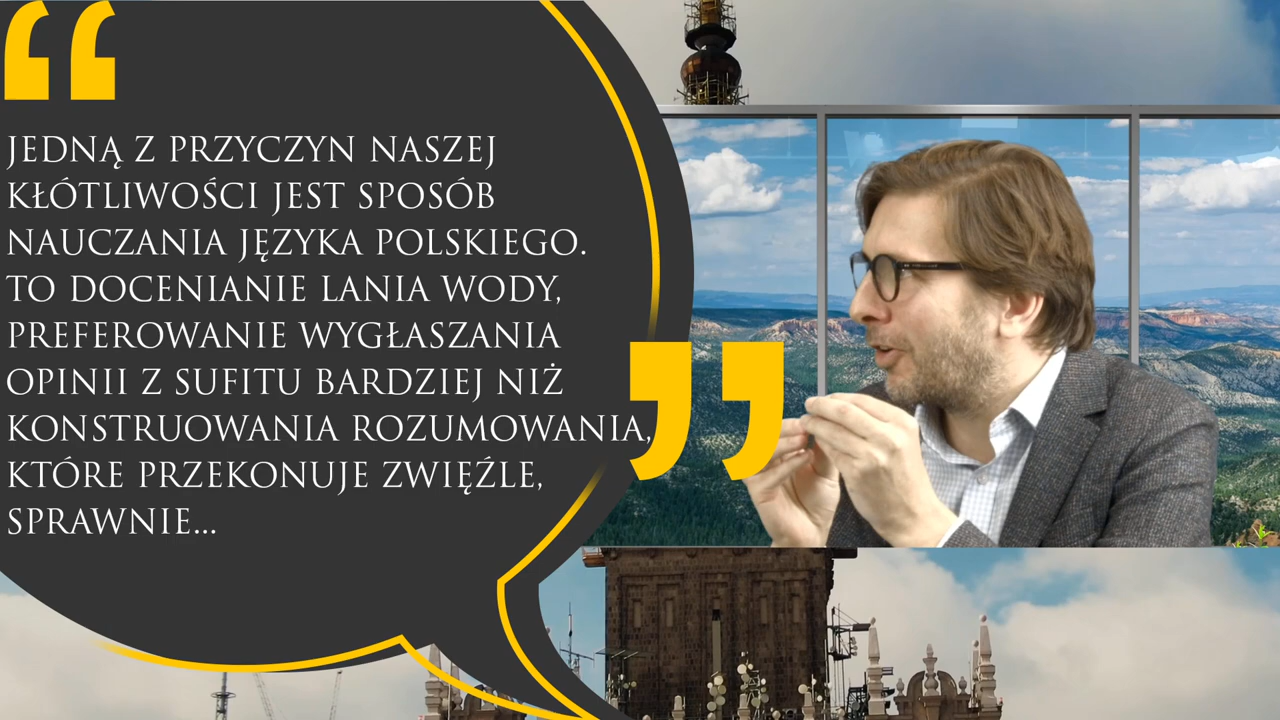 JEDNĄ Z PRZYCZYN NASZEJ
KŁÓTLIWOŚCI JEST SPOSÓB
NAUCZANIA JĘZYKA POLSKIEGO.
TO DOCENIANIE LANIA WODY,
PREFEROWANIE WYGŁASZANIA
OPINII Z SUFITU BARDZIEJ NIŻ
KONSTRUOWANIA ROZUMOWANIA,
KTÓRE PRZEKONUJE ZWIĘŹLE,
SPRAWNIE...